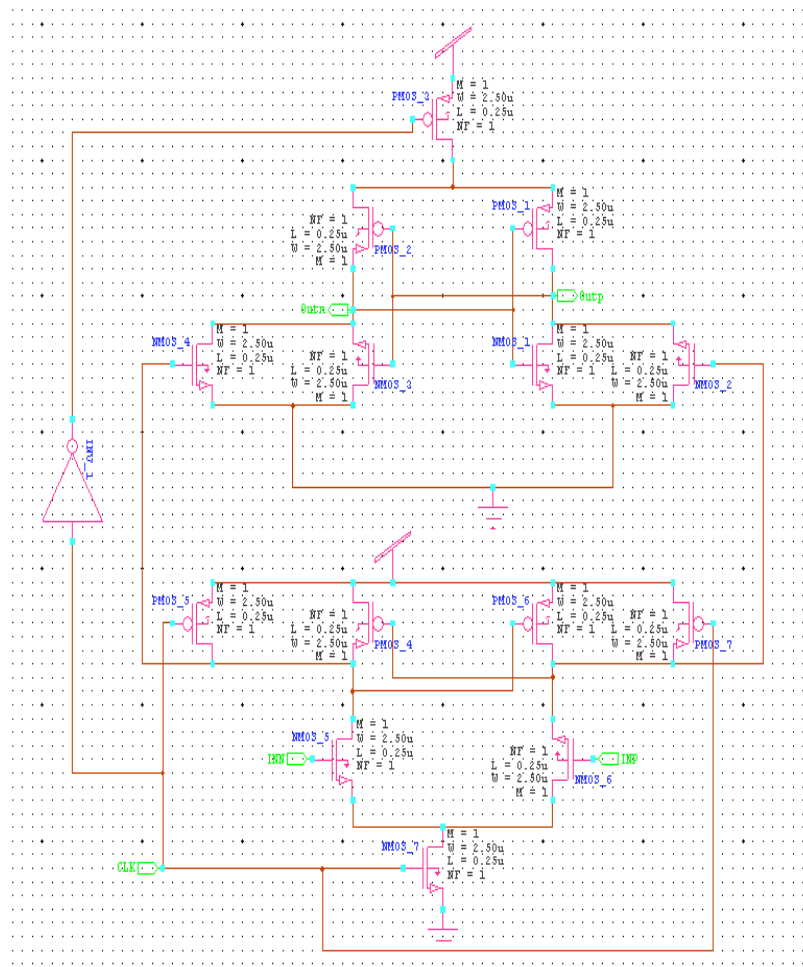 PMOS_3
M = 1
W = 2.50u
L = 0.25u
NF = 1
NF = 1
L = 0.25u
W = 2.50u
M = 1
PMOS_2
PMOS_1
M = 1
W = 2.50u
L = 0.25u
NF = 1
Outn
Outp
NMOS_4
M = 1
W = 2.50u
L = 0.25u
NF = 1
NF = 1
L = 0.25u
W = 2.50u
M = 1
NMOS_3
NMOS_1
M = 1
W = 2.50u
L = 0.25u
NF = 1
NF = 1
L = 0.25u
W = 2.50u
M = 1
NMOS_2
INV_1
PMOS_5
M = 1
W = 2.50u
L = 0.25u
NF = 1
NF = 1
L = 0.25u
W = 2.50u
M = 1
PMOS_4
PMOS_6
M = 1
W = 2.50u
L = 0.25u
NF = 1
NF = 1
L = 0.25u
W = 2.50u
M = 1
PMOS_7
INN
NMOS_5
M = 1
W = 2.50u
L = 0.25u
NF = 1
NF = 1
L = 0.25u
W = 2.50u
M = 1
NMOS_6
INP
CLK
NMOS_7
M = 1
W = 2.50u
L = 0.25u
NF = 1